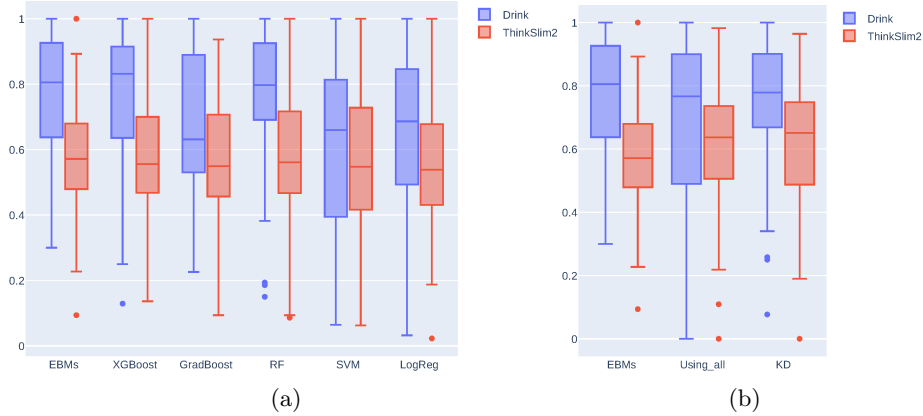 Drink
ThinkSlim2
1
0.8
0.6
0.4
0.2
0
EBMs XGBoost GradBoost RF SVM LogReg
(a)
Drink
ThinkSlim2
1
0.8
0.6
0.4
0.2
0
EBMs Using_all KD
(b)